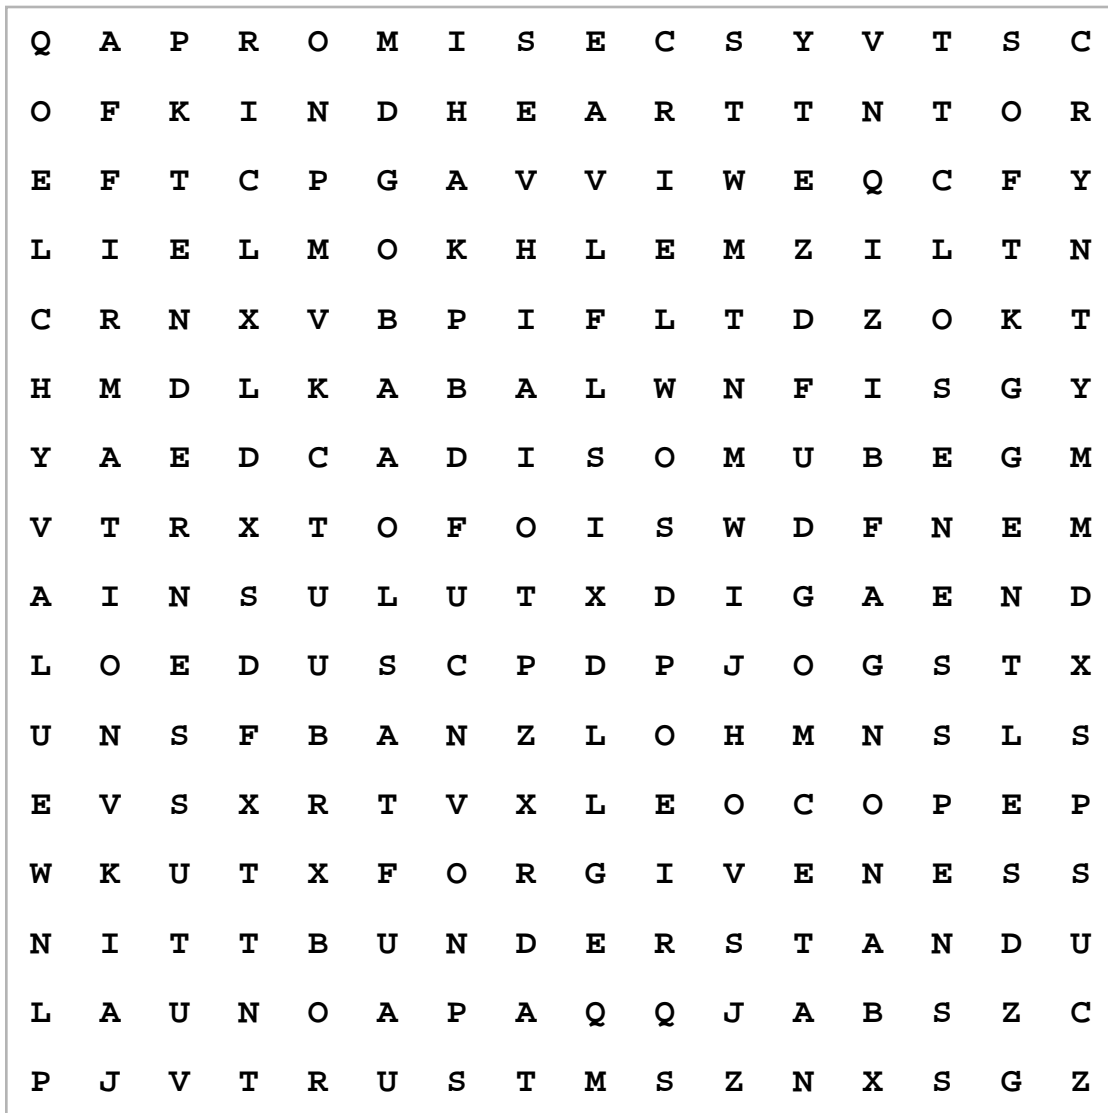 Q A P R O M I S E C S Y V T S C
O F K I N D H E A R T T N T O R
E F T C P G A V V I W E Q C F Y
L I E L M O K H L E M Z I L T N
C R N X V B P I F L T D Z O K T
H M D L K A B A L W N F I S G Y
Y A E D C A D I S O M U B E G M
V T R X T O F O I S W D F N E M
A I N S U L U T X D I G A E N D
L O E D U S C P D P J O G S T X
U N S F B A N Z L O H M N S L S
E V S X R T V X L E O C O P E P
W K U T X F O R G I V E N E S S
N I T T B U N D E R S T A N D U
L A U N O A P A Q Q J A B S Z C
P J V T R U S T M S Z N X S G Z